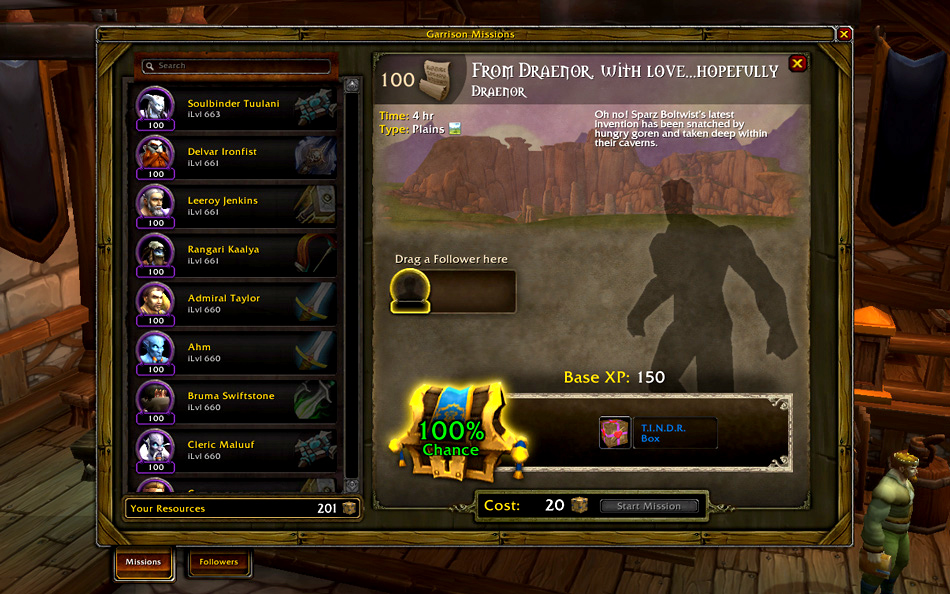 Garrison Missions
Search
Soulbinder Tuulani
iLvl 663
100
Delvar Ironfist
iLvl 661
100
Leeroy Jenkins
iLvl 661
100
Rangari Kaalya
iLvl 661
100
Admiral Taylor
iLvl 660
100
Ahm
iLvl 660
100
Bruma Swiftstone
iLvl 660
100
Cleric Maluuf
iLvl 660
100
Your Resources 201
100
From Draenor, with love...hopefully
Draenor
Time: 4 hr
Type: Plains
Oh no! Sparz Boltwist's latest
invention has been snatched by
hungry goren and taken deep within
their caverns.
Drag a Follower here
Base XP: 150
100%
Chance
T.I.N.D.R.
Box
Cost: 20 Start Mission
Missions Followers